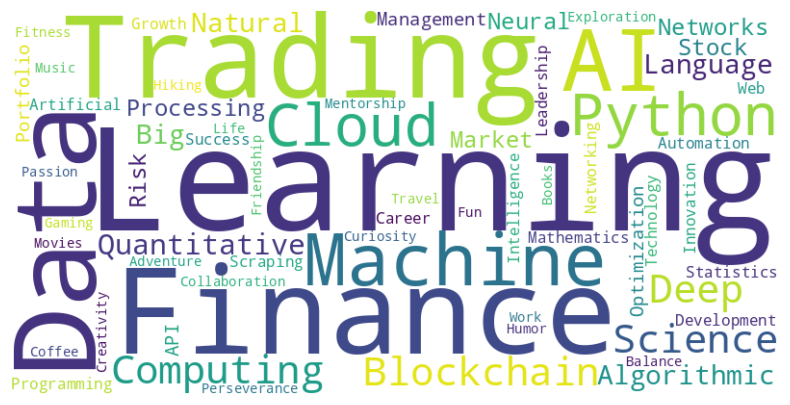 Trading
AI
Management
Neural
Exploration
Networks
Growth
Natural
Fitness
Stock
Language
Portfolio
Music
Hiking
Leadership
Web
Artificial
Processing
Mentorship
Cloud
Python
Big
Success
Life
Market
Automation
Data
Learning
Passion
Risk
Friendship
Intelligence
Books
Networking
Travel
Career
Fun
Optimization
Technology
Innovation
Gaming
Movies
Quantitative
Curiosity
Mathematics
Adventure
Scraping
Machine
Statistics
Collaboration
Finance
Deep
Creativity
API
Work
Humor
Development
Science
Coffee
Computing
Blockchain
Balance
Algorithmic
Programming
Perseverance